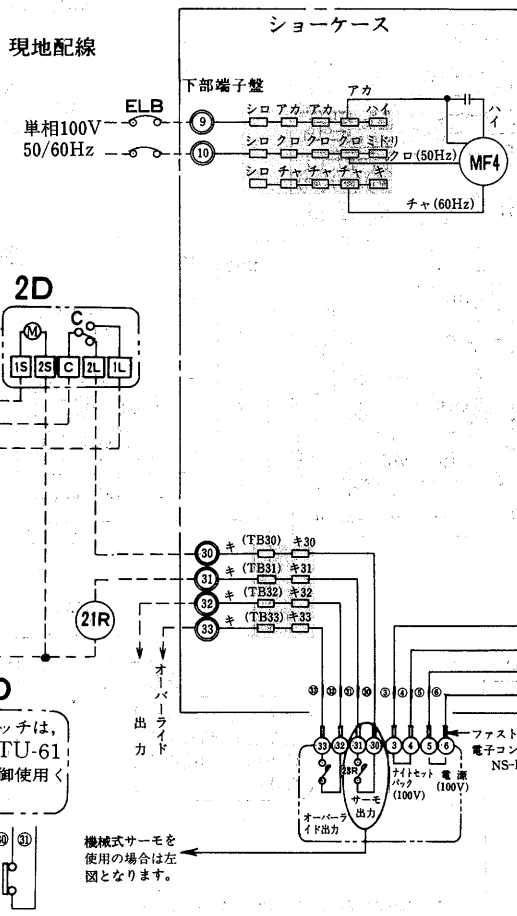 ショーケース
現地配線
下部端子盤
アカ
ELB
単相100V
50/60Hz
9
シロ アカ アカ ハイ
ハイ
10
シロ クロ クロ クロ ミドリ
クロ(50Hz)
MF4
シロ チャ チャ チャ キ
チャ(60Hz)
2D
M
C
1S 2S C 2L 1L
30 キ (TB30) キ30
31 キ (TB31) キ31
32 キ (TB32) キ32
33 キ (TB33) キ33
21R
オーバーライド
出力
33 32 31 30 3 4 5 6
ッチは,
TU-61
御使用く
ファスト
電子コン
33 32 31 30 3 4 5 6
23R
オーバーラ
イド出力
サーモ
出力
ナイトセット
バック
(100V)
電源
(100V)
31
機械式サーモを
使用の場合は左
図となります。